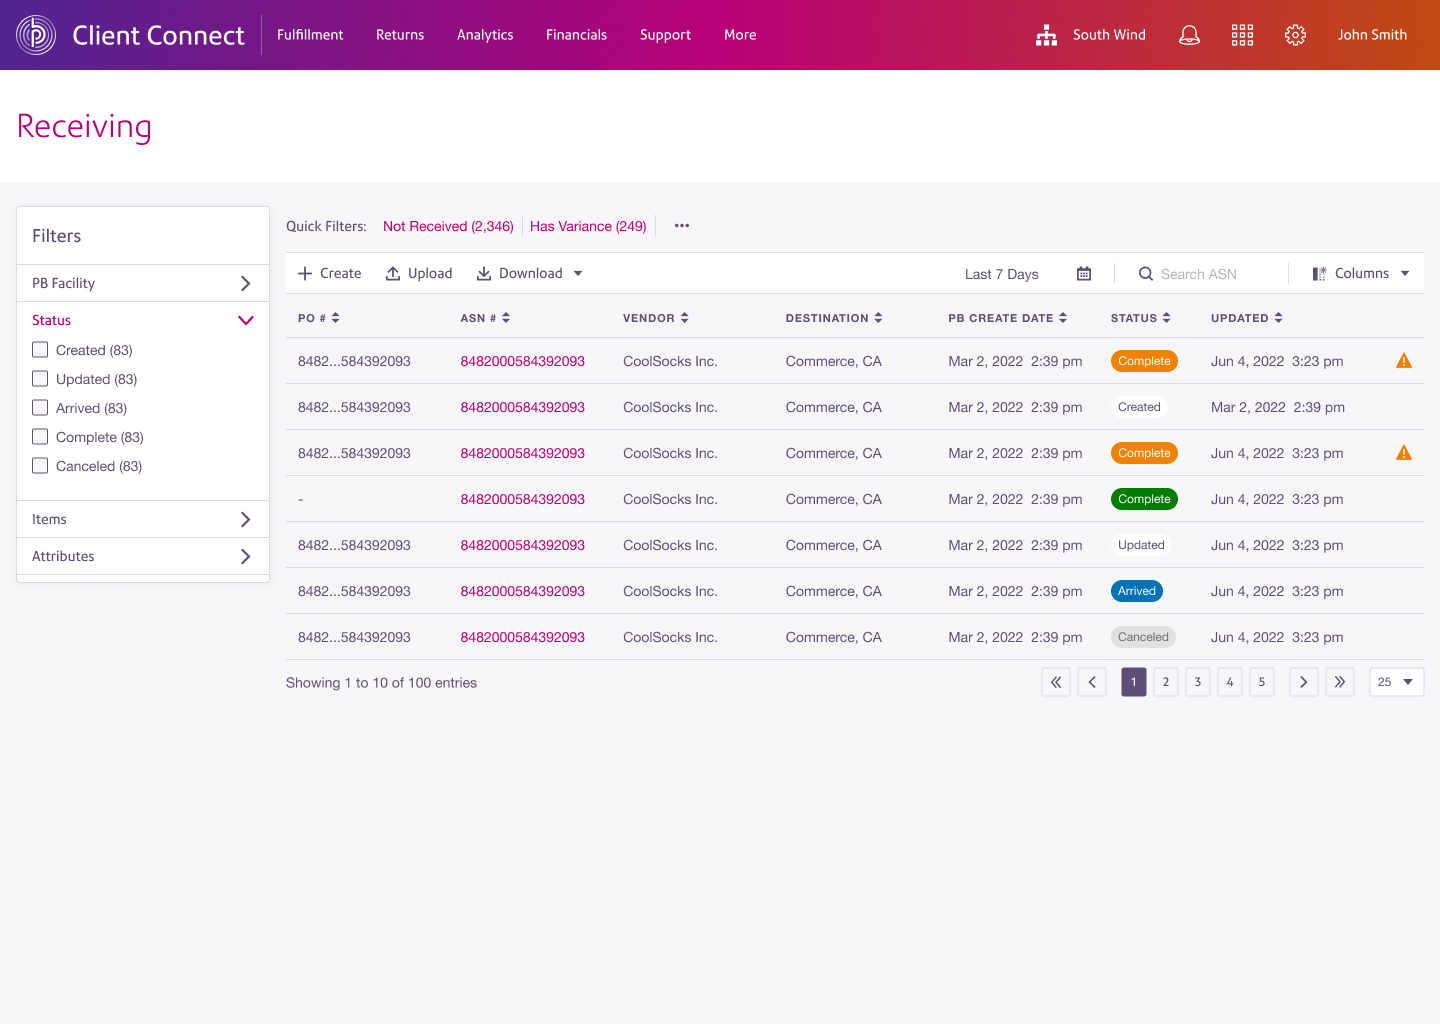 Client Connect Fulfillment Returns Analytics Financials Support More South Wind John Smith
Receiving
Filters
PB Facility
Status
Created (83)
Updated (83)
Arrived (83)
Complete (83)
Canceled (83)
Items
Attributes
Quick Filters: Not Received (2,346) Has Variance (249) •••
Create Upload Download Last 7 Days Search ASN Columns
PO # ASN # VENDOR DESTINATION PB CREATE DATE STATUS UPDATED
8482...584392093 8482000584392093 CoolSocks Inc. Commerce, CA Mar 2, 2022 2:39 pm Complete Jun 4, 2022 3:23 pm
8482...584392093 8482000584392093 CoolSocks Inc. Commerce, CA Mar 2, 2022 2:39 pm Created Mar 2, 2022 2:39 pm
8482...584392093 8482000584392093 CoolSocks Inc. Commerce, CA Mar 2, 2022 2:39 pm Complete Jun 4, 2022 3:23 pm
- 8482000584392093 CoolSocks Inc. Commerce, CA Mar 2, 2022 2:39 pm Complete Jun 4, 2022 3:23 pm
8482...584392093 8482000584392093 CoolSocks Inc. Commerce, CA Mar 2, 2022 2:39 pm Updated Jun 4, 2022 3:23 pm
8482...584392093 8482000584392093 CoolSocks Inc. Commerce, CA Mar 2, 2022 2:39 pm Arrived Jun 4, 2022 3:23 pm
8482...584392093 8482000584392093 CoolSocks Inc. Commerce, CA Mar 2, 2022 2:39 pm Canceled Jun 4, 2022 3:23 pm
Showing 1 to 10 of 100 entries 1 2 3 4 5 25